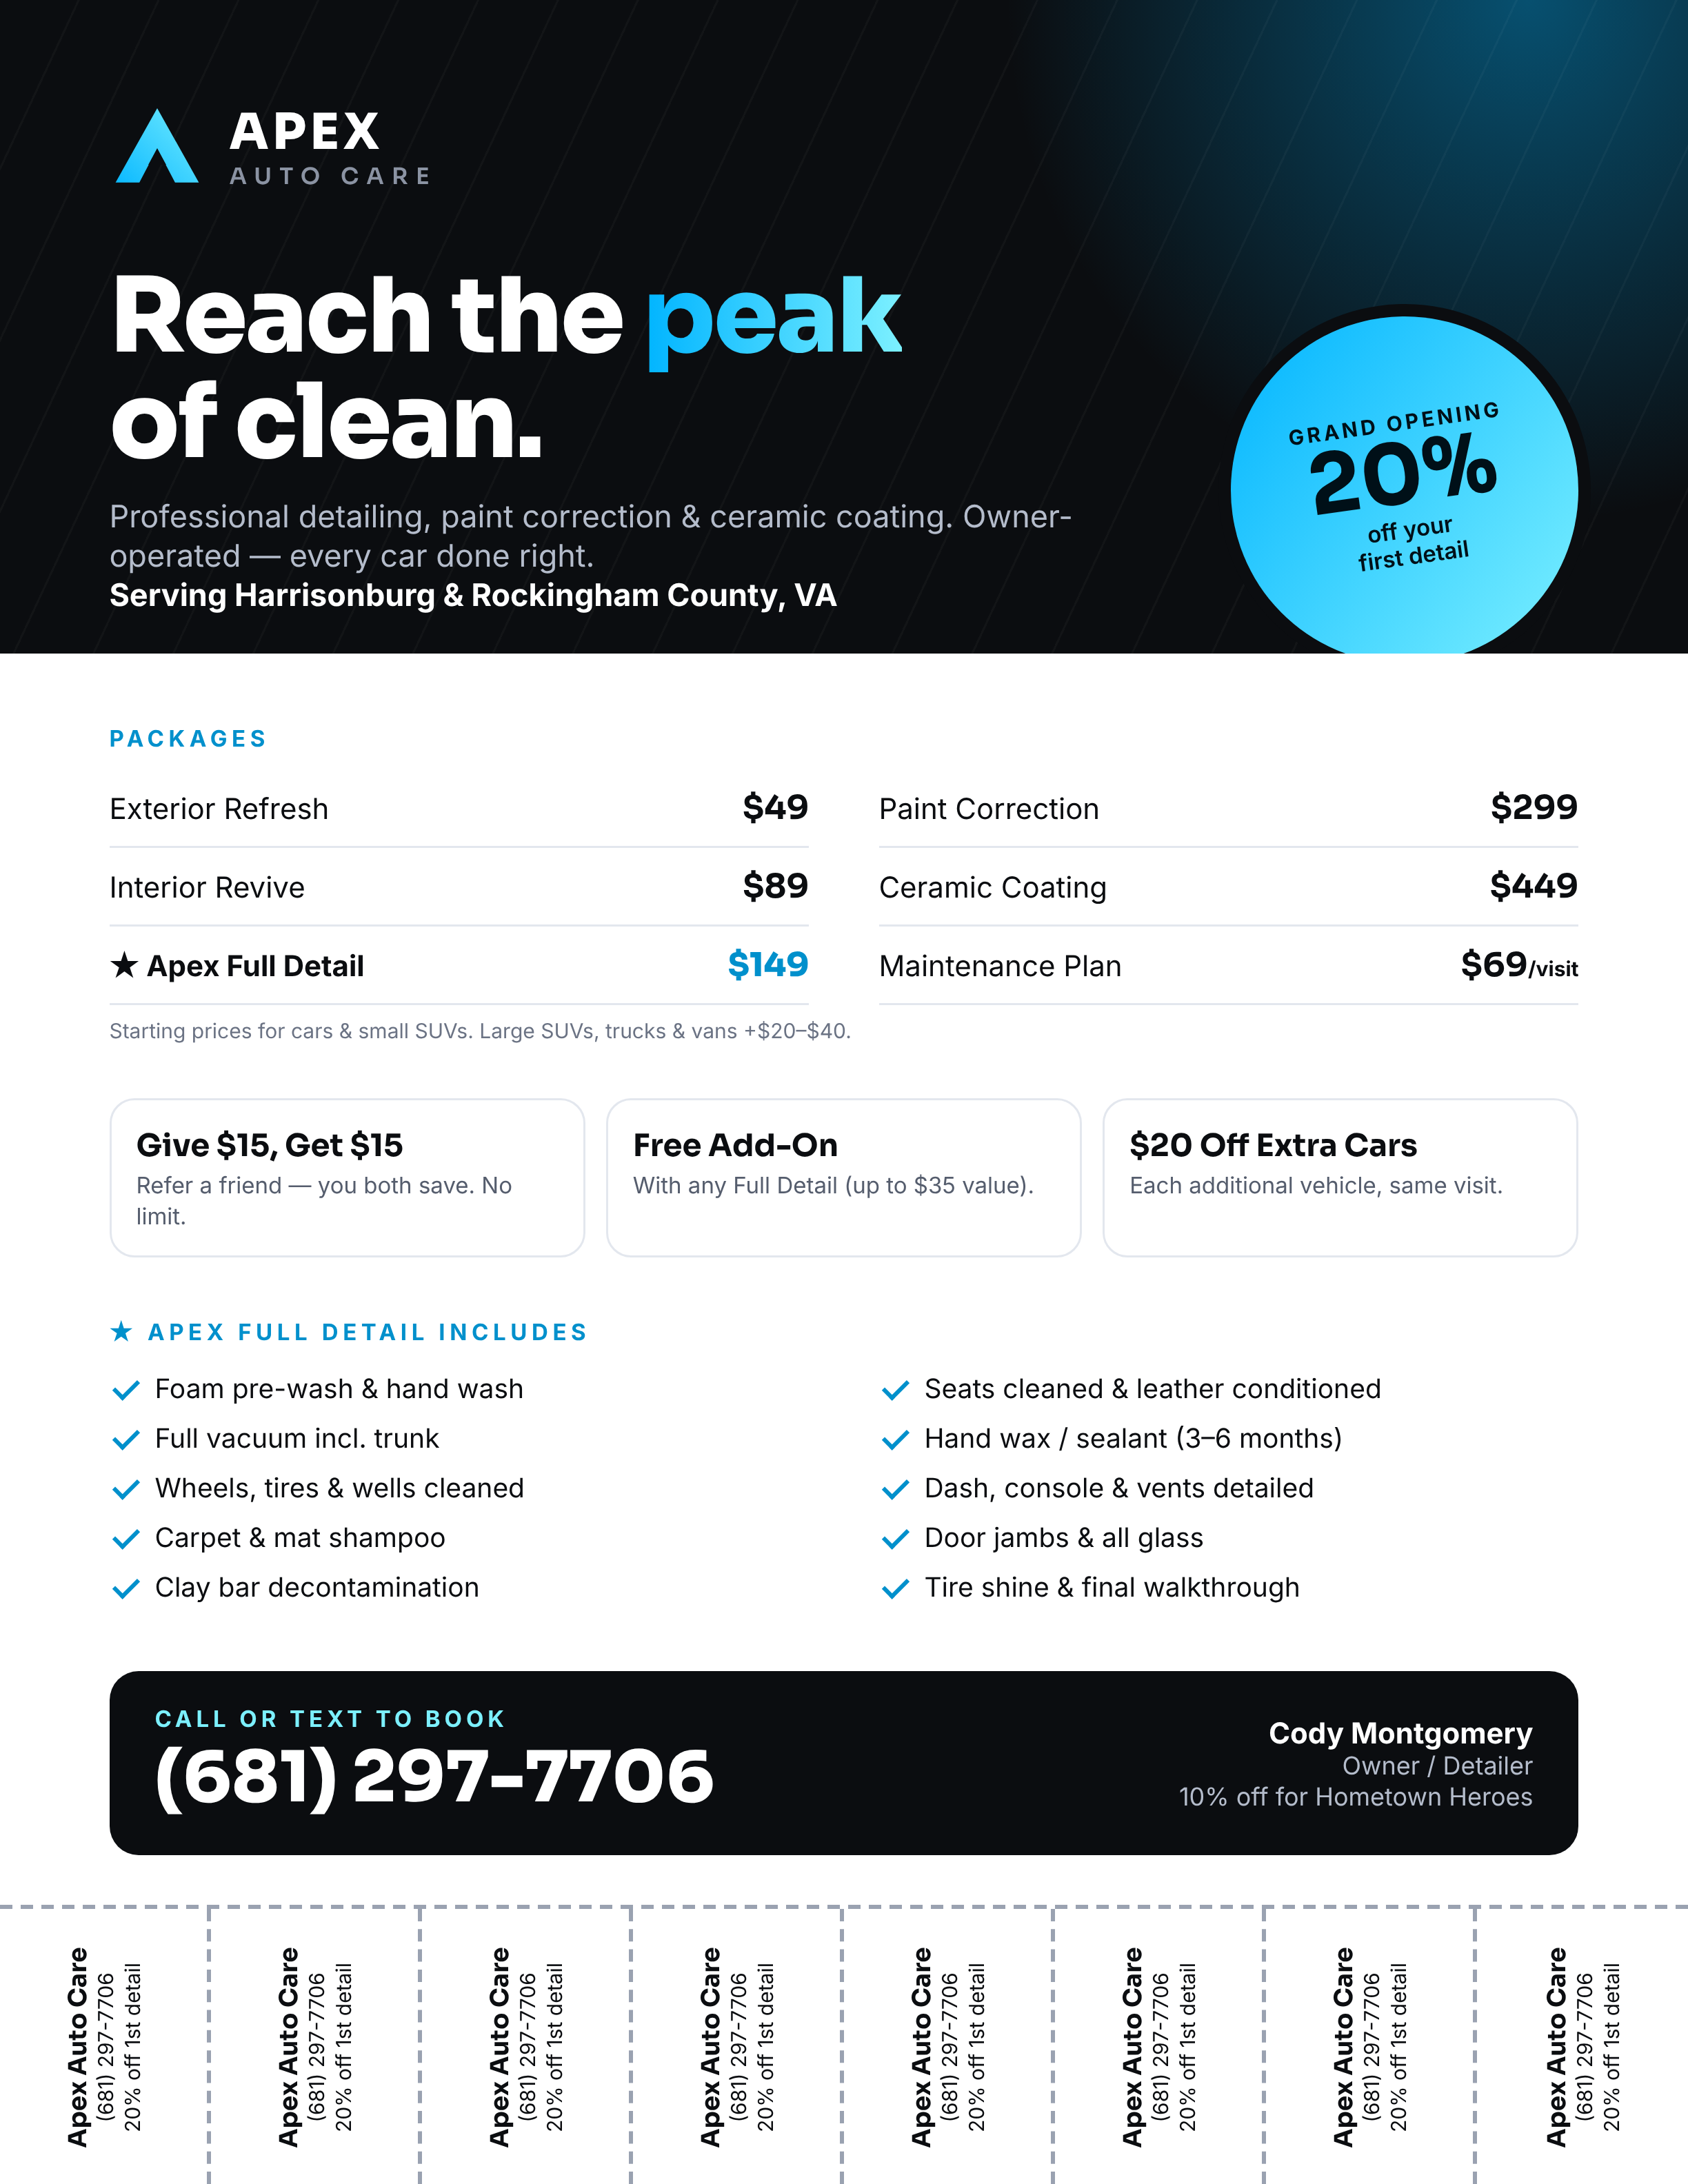 APEX
AUTO CARE
Reach the peak
of clean.
Professional detailing, paint correction & ceramic coating. Owner-
operated — every car done right.
Serving Harrisonburg & Rockingham County, VA
GRAND OPENING
20%
off your
first detail
PACKAGES
Exterior Refresh $49
Interior Revive $89
★ Apex Full Detail $149
Paint Correction $299
Ceramic Coating $449
Maintenance Plan $69/visit
Starting prices for cars & small SUVs. Large SUVs, trucks & vans +$20–$40.
Give $15, Get $15
Refer a friend — you both save. No
limit.
Free Add-On
With any Full Detail (up to $35 value).
$20 Off Extra Cars
Each additional vehicle, same visit.
★ APEX FULL DETAIL INCLUDES
Foam pre-wash & hand wash
Full vacuum incl. trunk
Wheels, tires & wells cleaned
Carpet & mat shampoo
Clay bar decontamination
Seats cleaned & leather conditioned
Hand wax / sealant (3–6 months)
Dash, console & vents detailed
Door jambs & all glass
Tire shine & final walkthrough
CALL OR TEXT TO BOOK
(681) 297-7706
Cody Montgomery
Owner / Detailer
10% off for Hometown Heroes
Apex Auto Care
(681) 297-7706
20% off 1st detail
Apex Auto Care
(681) 297-7706
20% off 1st detail
Apex Auto Care
(681) 297-7706
20% off 1st detail
Apex Auto Care
(681) 297-7706
20% off 1st detail
Apex Auto Care
(681) 297-7706
20% off 1st detail
Apex Auto Care
(681) 297-7706
20% off 1st detail
Apex Auto Care
(681) 297-7706
20% off 1st detail
Apex Auto Care
(681) 297-7706
20% off 1st detail